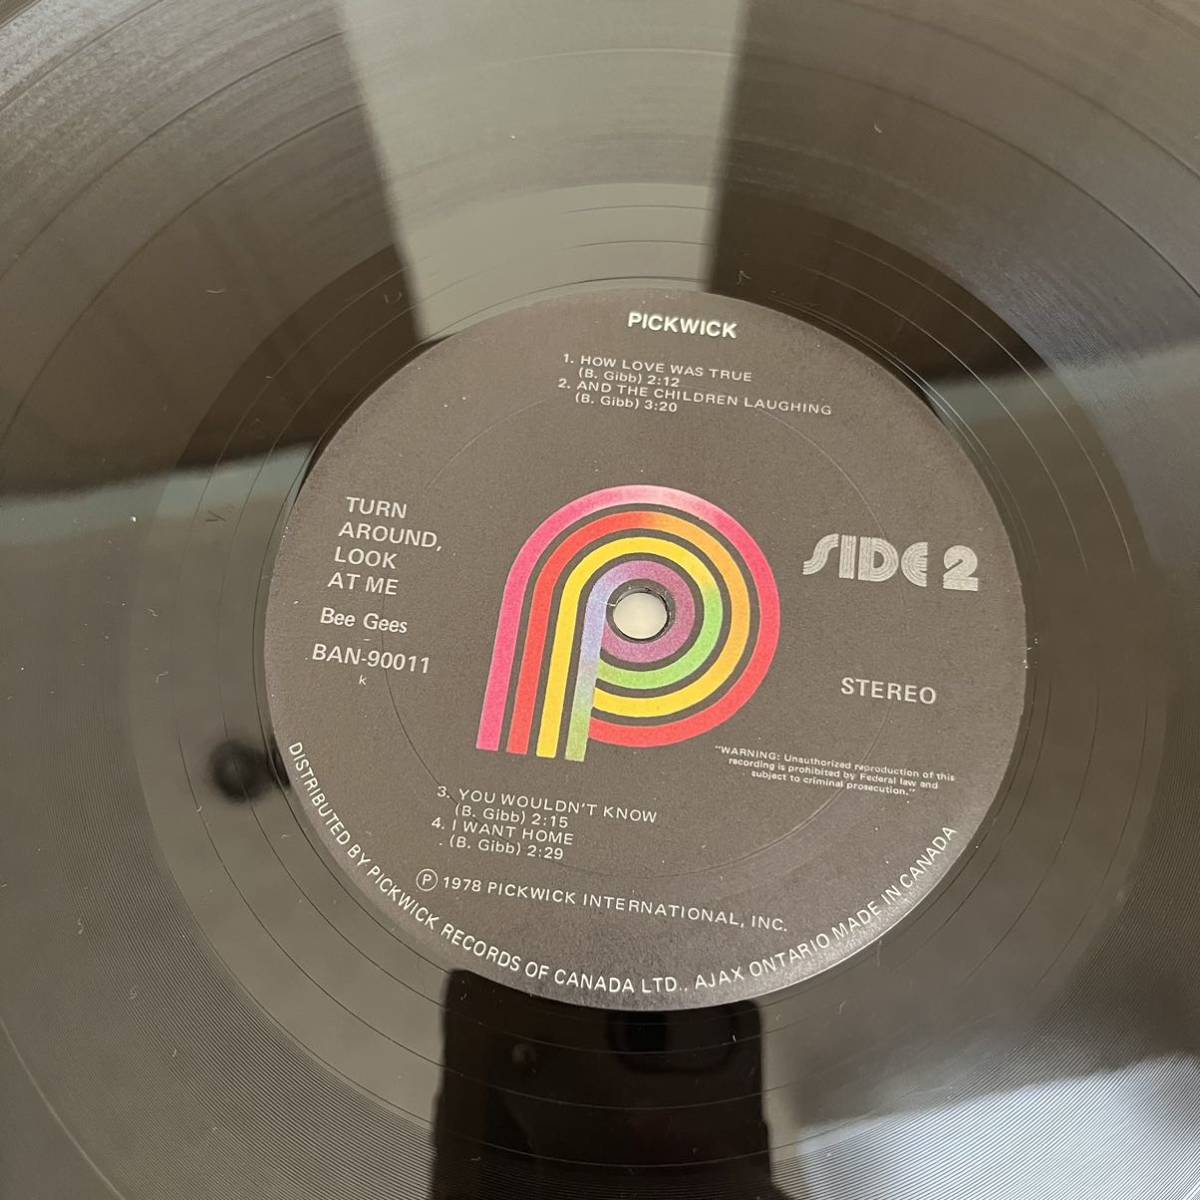 PICKWICK
1. HOW LOVE WAS TRUE
(B. Gibb) 2:12
2. AND THE CHILDREN LAUGHING
(B. Gibb) 3:20
TURN
AROUND,
LOOK
AT ME
Bee Gees
BAN-90011
k
SIDE 2
STEREO
"WARNING: Unauthorized reproduction of this
recording is prohibited by Federal law and
subject to criminal prosecution."
3. YOU WOULDN'T KNOW
(B. Gibb) 2:15
4. I WANT HOME
(B. Gibb) 2:29
Ⓟ 1978 PICKWICK INTERNATIONAL, INC.
DISTRIBUTED BY PICKWICK RECORDS OF CANADA LTD., AJAX ONTARIO MADE IN CANADA